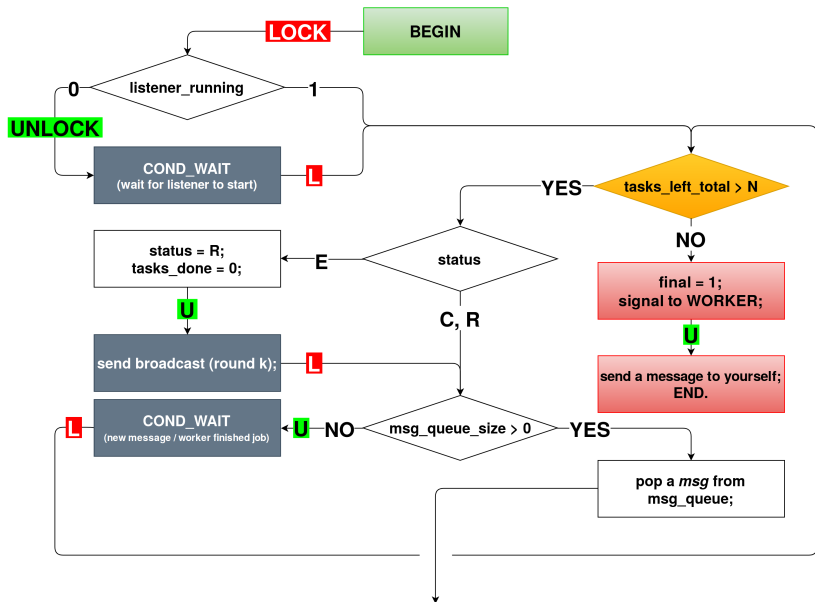 LOCK
BEGIN
listener_running
0
1
UNLOCK
COND_WAIT
(wait for listener to start)
L
tasks_left_total > N
YES
NO
status
E
status = R;
tasks_done = 0;
C, R
final = 1;
signal to WORKER;
U
U
send broadcast (round k);
L
send a message to yourself;
END.
COND_WAIT
(new message / worker finished job)
L
U
NO
msg_queue_size > 0
YES
pop a msg from
msg_queue;